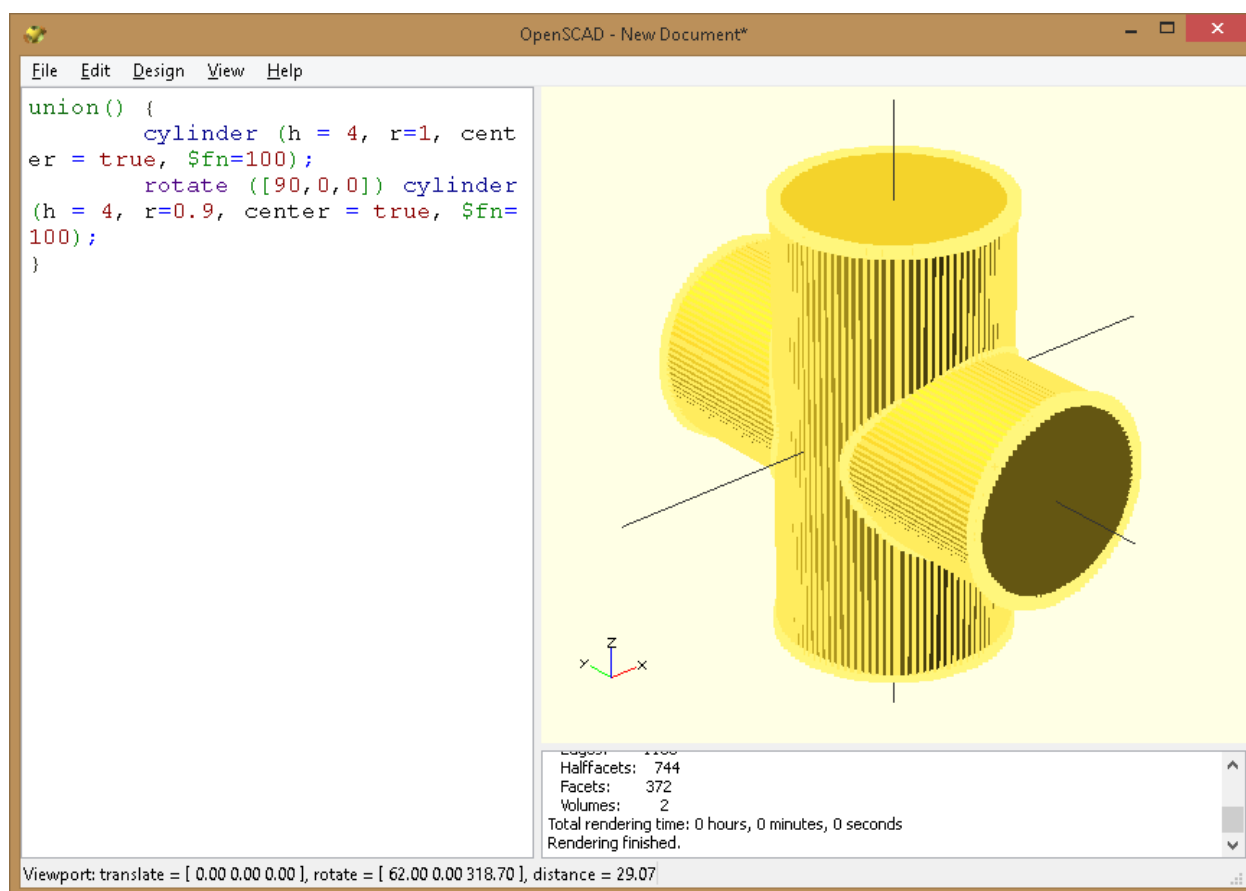 OpenSCAD - New Document*
File Edit Design View Help
union() {
cylinder (h = 4, r=1, cent
er = true, $fn=100);
rotate ([90,0,0]) cylinder
(h = 4, r=0.9, center = true, $fn=
100);
}
Z
Y
X
Halffacets: 744
Facets: 372
Volumes: 2
Total rendering time: 0 hours, 0 minutes, 0 seconds
Rendering finished.
Viewport: translate = [ 0.00 0.00 0.00 ], rotate = [ 62.00 0.00 318.70 ], distance = 29.07